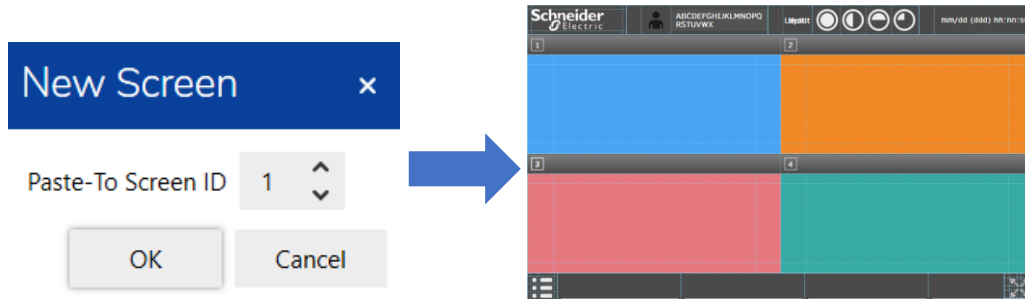 New Screen ×
Paste-To Screen ID 1
OK Cancel
Schneider
Electric
ABCDEFGHIJKLMNOPQ
RSTUVWX
mm/dd (ddd) hh:nn:s
1
2
3
4